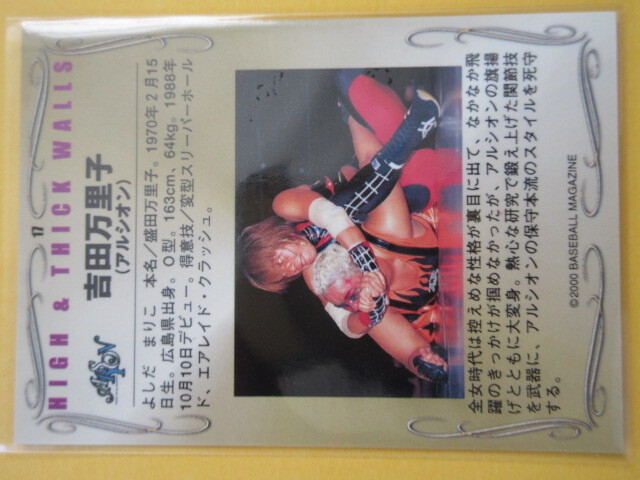 17
HIGH & THICK WALLS
吉田万里子
(アルシオン)
ARSION
よしだ まりこ 本名/盛田万里子。1970年2月15
日生。広島県出身。O型。163cm、64kg。1988年
10月10日デビュー。得意技/変型スリーパーホール
ド、エアレイド・クラッシュ。
全女時代は控えめな性格が裏目に出て、なかなか飛
躍のきっかけが掴めなかったが、アルシオンの旗揚
げとともに大変身。熱心な研究で鍛え上げた関節技
を武器に、アルシオンの保守本流のスタイルを死守
する。
©2000 BASEBALL MAGAZINE